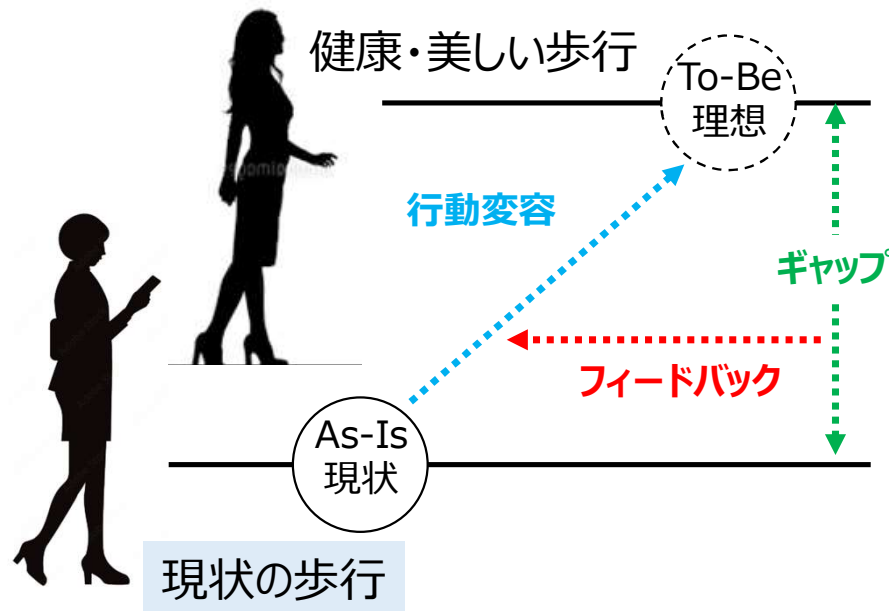 健康・美しい歩行
To-Be
理想
行動変容
ギャップ
フィードバック
As-Is
現状
現状の歩行